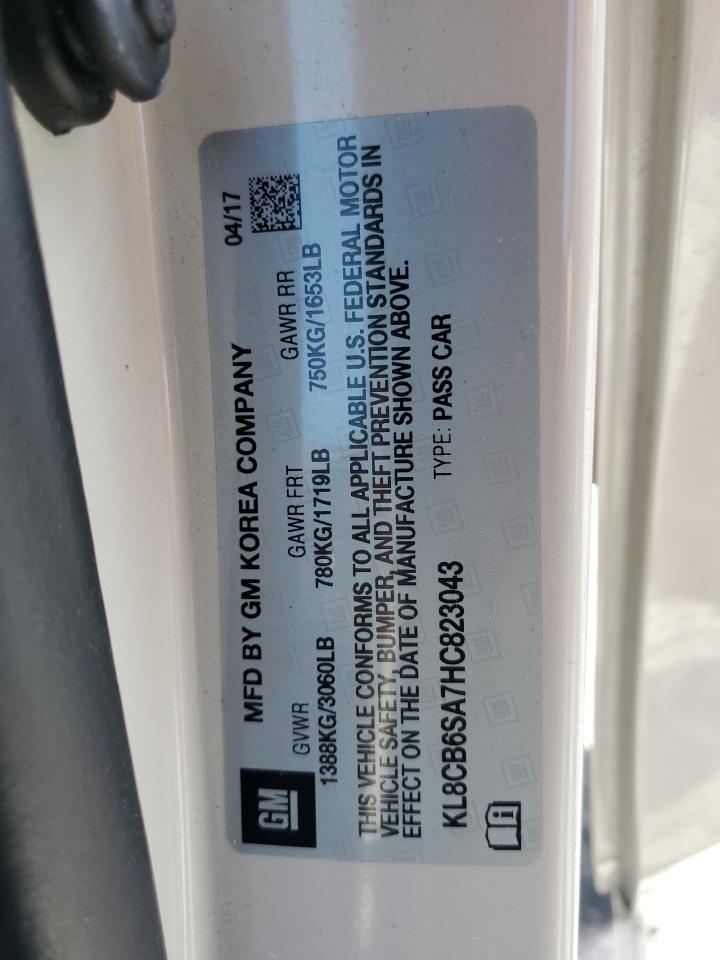 GM
MFD BY GM KOREA COMPANY 04/17
GVWR GAWR FRT GAWR RR
1388KG/3060LB 780KG/1719LB 750KG/1653LB
THIS VEHICLE CONFORMS TO ALL APPLICABLE U.S. FEDERAL MOTOR
VEHICLE SAFETY, BUMPER, AND THEFT PREVENTION STANDARDS IN
EFFECT ON THE DATE OF MANUFACTURE SHOWN ABOVE.
KL8CB6SA7HC823043 TYPE: PASS CAR